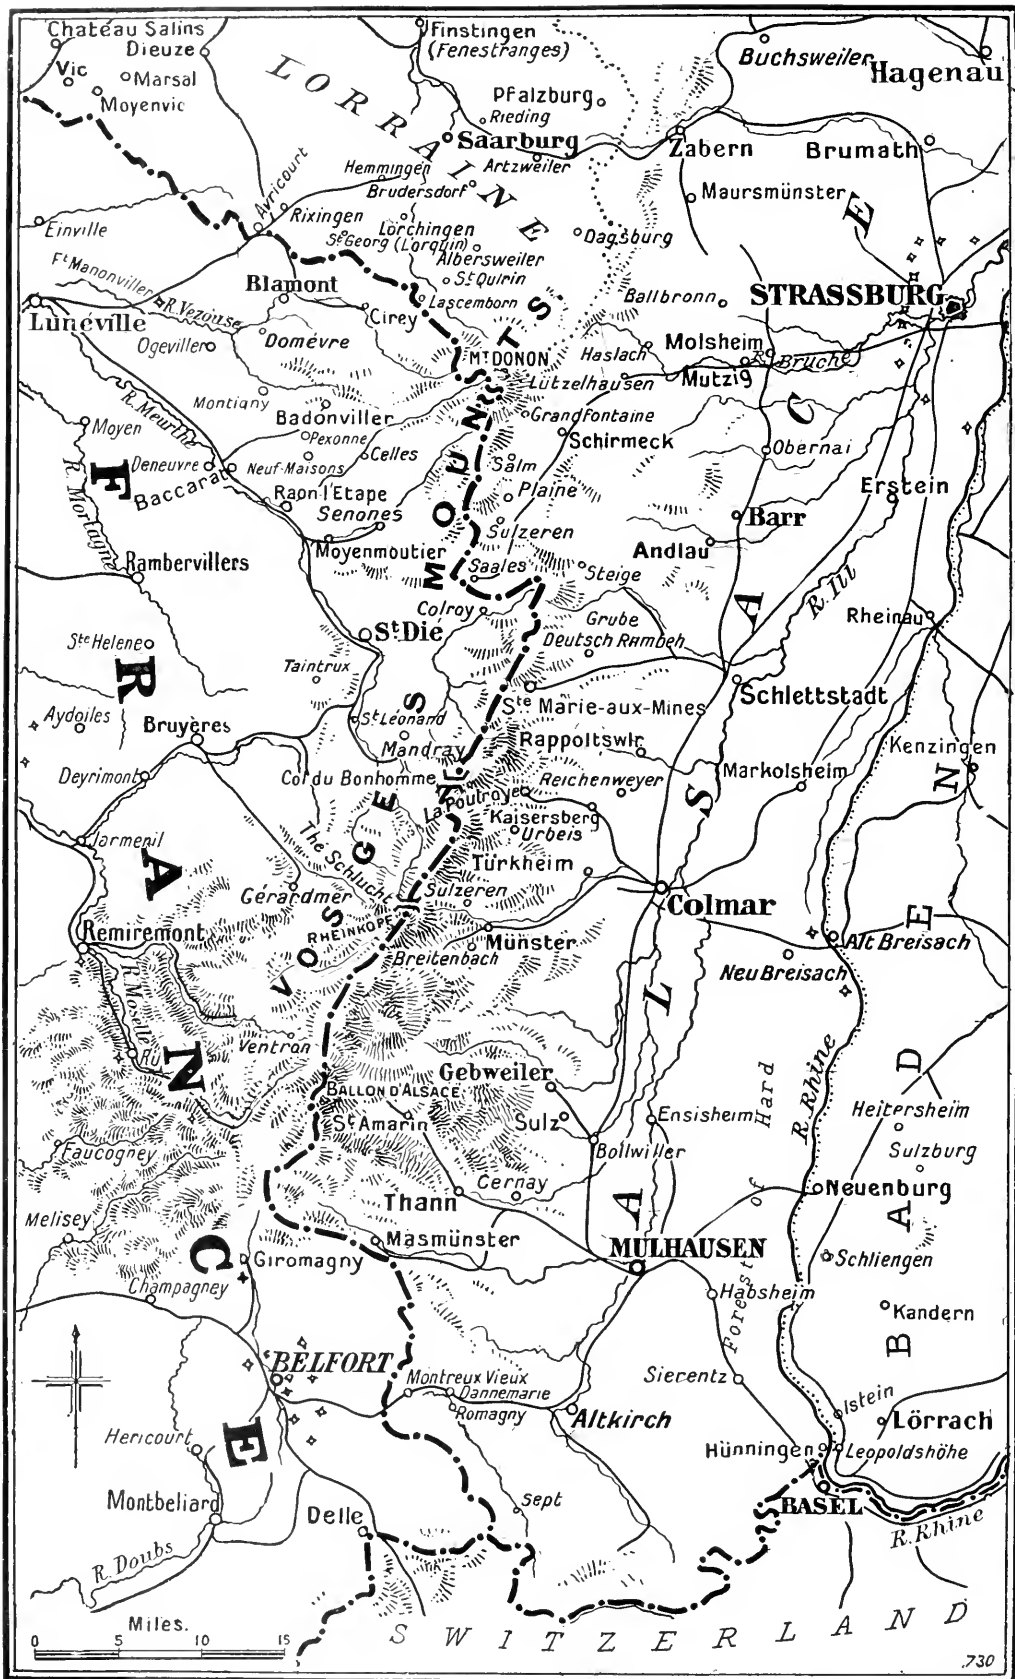 Château Salins
Dieuze
Vic
Marsal
Moyenvic
Finstingen
(Fenestranges)
Buchsweiler
Hagenau
LORRAINE
Pfalzburg
Rieding
Saarburg
Artzweiler
Zabern
Brumath
Hemmingen
Brudersdorf
Maursmünster
Avricourt
Rixingen
Einville
Lörchingen
St Georg (Lorquin)
Albersweiler
Dagsburg
St Quirin
Ft Manonviller
R. Vezouse
Blamont
Lascemborn
Cirey
Ballbronn
STRASSBURG
Luneville
Domévre
Ogeviller
MT DONON
Haslach
Molsheim
R. Bruche
Mutzig
Lützelhausen
R. Meurthe
Montigny
Badonviller
Grandfontaine
Moyen
Pexonne
Schirmeck
Obernai
Deneuvre
Neuf-Maisons
Celles
Salm
Baccarat
Raon l'Etape
Plaine
Erstein
Senones
R. Mortagne
Barr
Sulzeren
Moyenmoutier
Andlau
Rambervillers
Saales
Steige
R. Ill
Colroy
Grube
Rheinau
St Die
Deutsch Rambeh
Ste Helene
Taintrux
Schlettstadt
Ste Marie-aux-Mines
Aydoiles
Bruyères
St Léonard
Mandray
Rappoltswlr.
Kenzingen
Deyrimont
Col du Bonhomme
Reichenweyer
Markolsheim
La Poutroye
Kaisersberg
Urbeis
Jarmenil
The Schlucht
Türkheim
Gérardmer
Sulzeren
Colmar
Remiremont
RHEINKOPF
Münster
Alt Breisach
Breitenbach
Neu Breisach
R. Moselle
Ventron
Ru
R. Rhine
BALLON D'ALSACE
Gebweiler
St Amarin
Sulz
Ensisheim
Heitersheim
Faucogney
Bollwiller
Sulzburg
Cernay
Thann
Neuenburg
Melisey
Masmünster
MÜLHAUSEN
Giromagny
Schliengen
Champagney
Habsheim
Kandern
Forest of Hard
BELFORT
Montreux Vieux
Sierentz
Dannemarie
Romagny
Altkirch
Istein
Lörrach
Hericourt
Hünningen
Leopoldshöhe
Montbeliard
Sept
BASEL
Delle
R. Rhine
R. Doubs
FRANCE
VOSGES MOUNTS
ALSACE
BADEN
SWITZERLAND
Miles.
0 5 10 15
.730